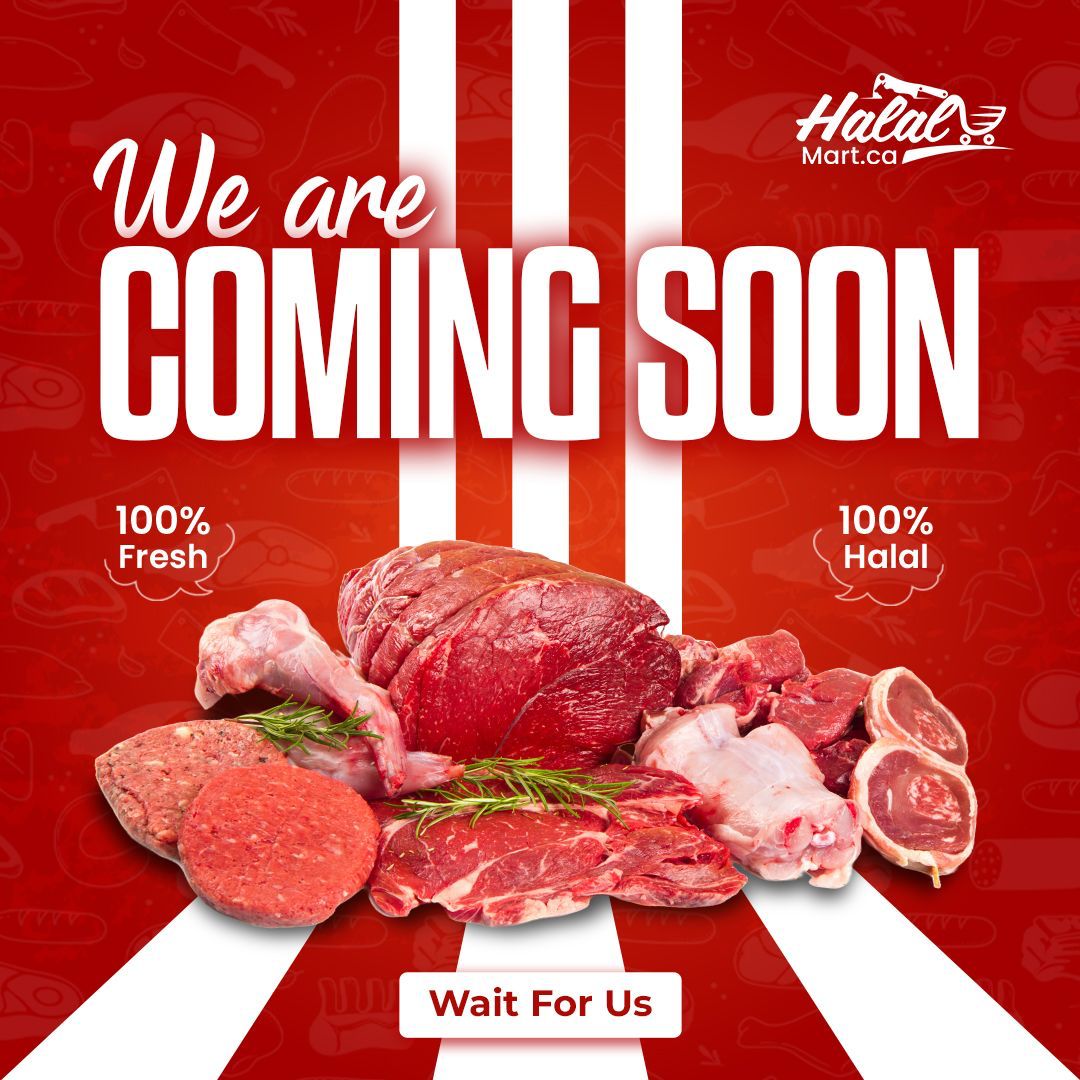 Halal
Mart.ca
We are
COMING SOON
100%
Fresh
100%
Halal
Wait For Us